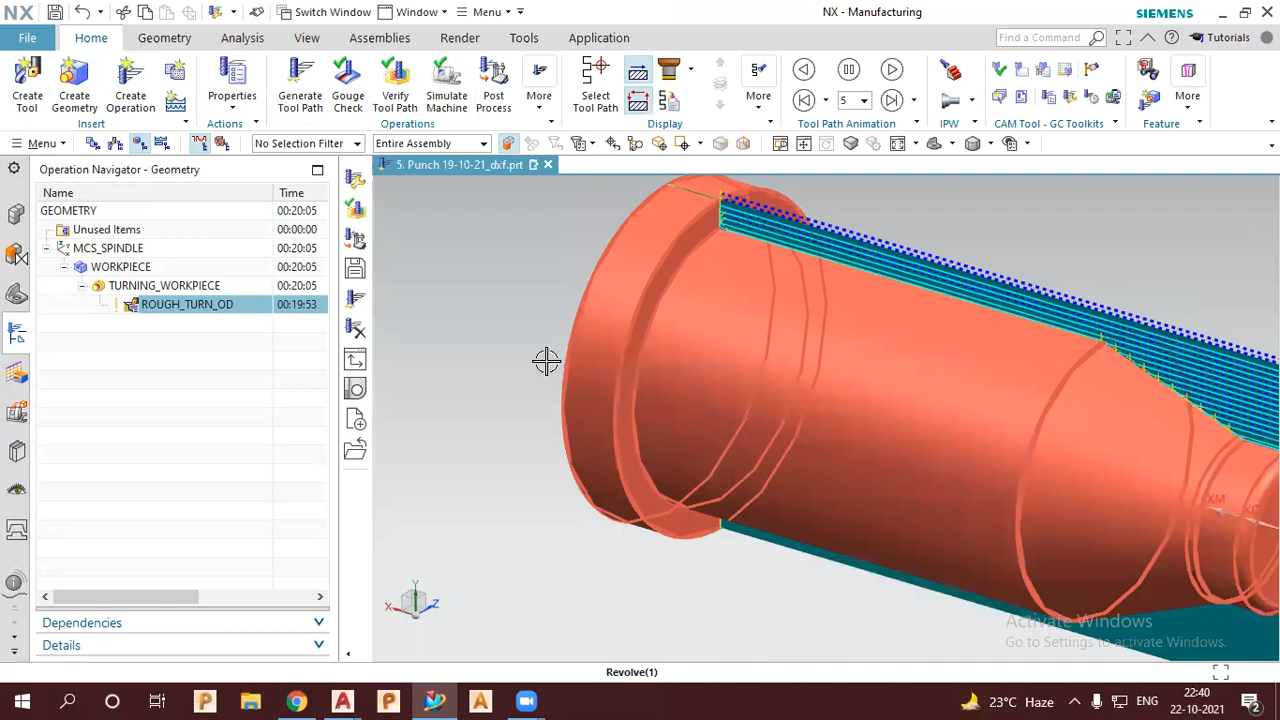 NX
Switch Window
Window
Menu
NX - Manufacturing
SIEMENS
File
Home
Geometry
Analysis
View
Assemblies
Render
Tools
Application
Find a Command
Tutorials
Create Tool
Create Geometry
Create Operation
Properties
Generate Tool Path
Gouge Check
Verify Tool Path
Simulate Machine
Post Process
More
Select Tool Path
More
5
More
Insert
Actions
Operations
Display
Tool Path Animation
IPW
CAM Tool - GC Toolkits
Feature
Menu
No Selection Filter
Entire Assembly
Operation Navigator - Geometry
5. Punch 19-10-21_dxf.prt
Name
Time
GEOMETRY
00:20:05
Unused Items
00:00:00
MCS_SPINDLE
00:20:05
WORKPIECE
00:20:05
TURNING_WORKPIECE
00:20:05
ROUGH_TURN_OD
00:19:53
XM
Y
X
Z
Dependencies
Details
Activate Windows
Go to Settings to activate Windows.
Revolve(1)
23°C Haze
ENG
22:40
22-10-2021
2